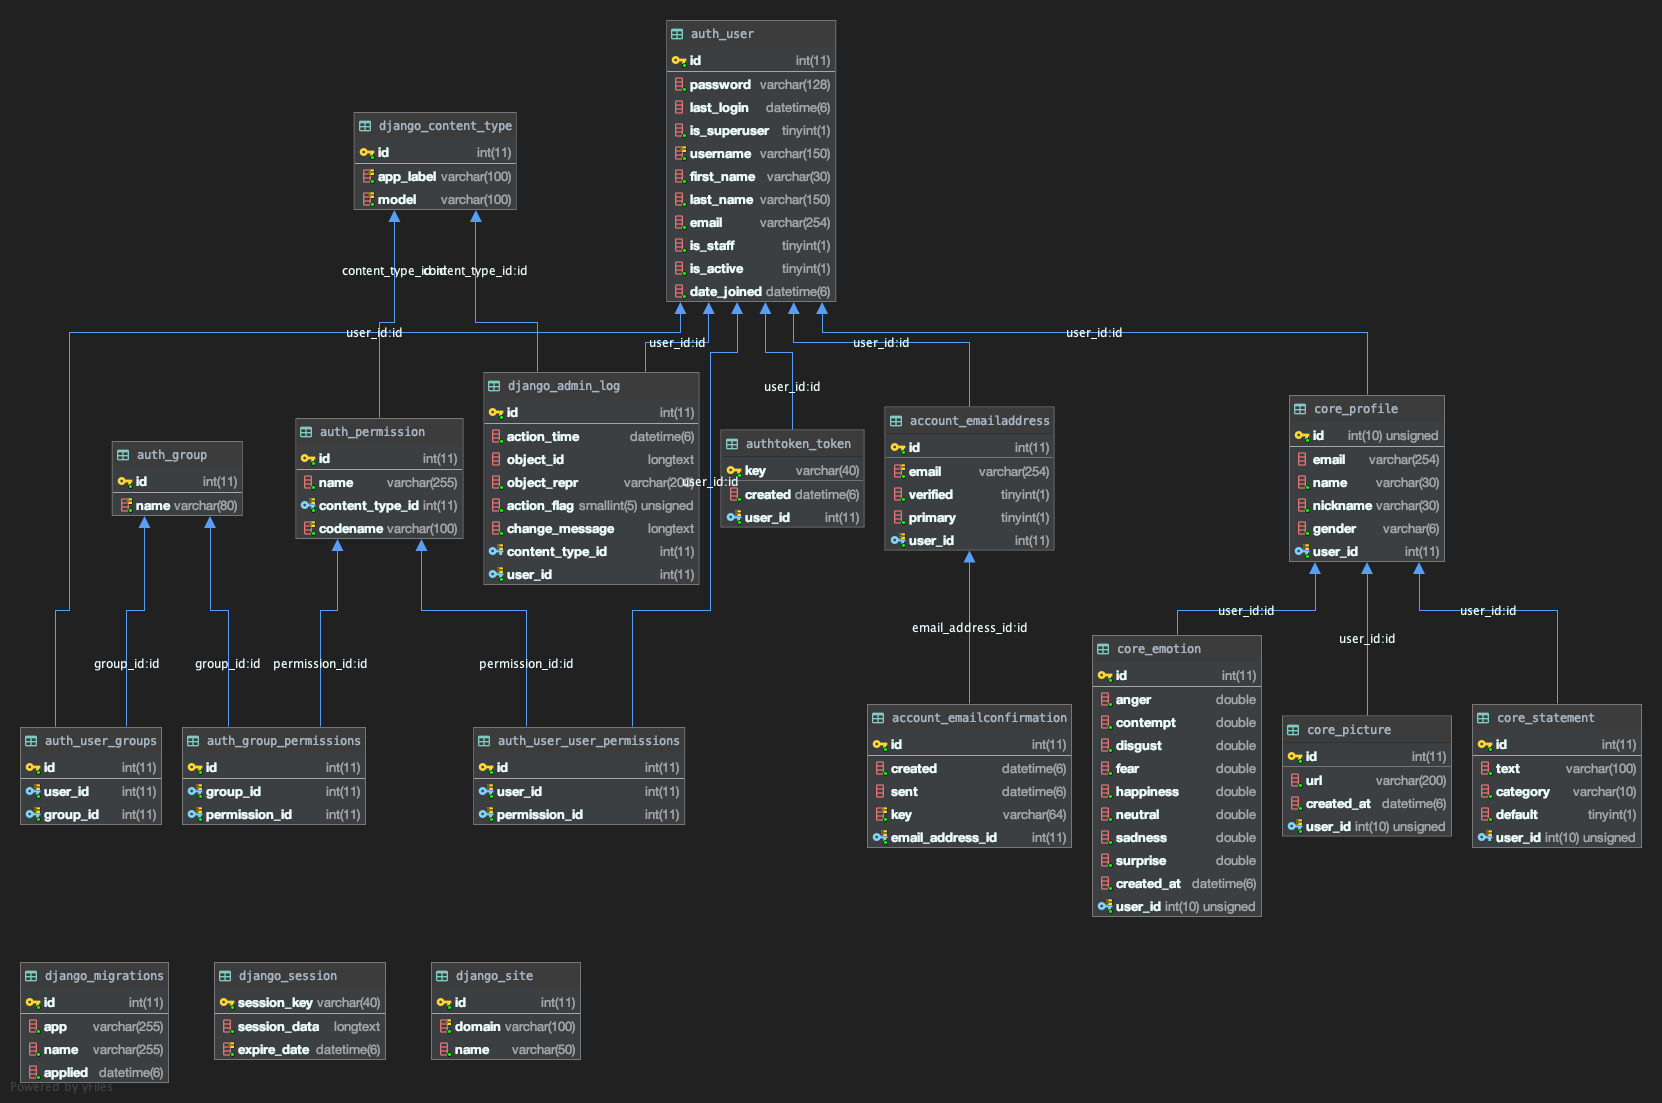 auth_user
id int(11)
password varchar(128)
last_login datetime(6)
is_superuser tinyint(1)
username varchar(150)
first_name varchar(30)
last_name varchar(150)
email varchar(254)
is_staff tinyint(1)
is_active tinyint(1)
date_joined datetime(6)
django_content_type
id int(11)
app_label varchar(100)
model varchar(100)
content_type_id:id
content_type_id:id
user_id:id
user_id:id
user_id:id
user_id:id
user_id:id
user_id:id
django_admin_log
id int(11)
action_time datetime(6)
object_id longtext
object_repr varchar(200)
action_flag smallint(5) unsigned
change_message longtext
content_type_id int(11)
user_id int(11)
auth_permission
id int(11)
name varchar(255)
content_type_id int(11)
codename varchar(100)
auth_group
id int(11)
name varchar(80)
authtoken_token
key varchar(40)
created datetime(6)
user_id int(11)
account_emailaddress
id int(11)
email varchar(254)
verified tinyint(1)
primary tinyint(1)
user_id int(11)
core_profile
id int(10) unsigned
email varchar(254)
name varchar(30)
nickname varchar(30)
gender varchar(6)
user_id int(11)
group_id:id
group_id:id
permission_id:id
permission_id:id
email_address_id:id
user_id:id
user_id:id
user_id:id
auth_user_groups
id int(11)
user_id int(11)
group_id int(11)
auth_group_permissions
id int(11)
group_id int(11)
permission_id int(11)
auth_user_user_permissions
id int(11)
user_id int(11)
permission_id int(11)
account_emailconfirmation
id int(11)
created datetime(6)
sent datetime(6)
key varchar(64)
email_address_id int(11)
core_emotion
id int(11)
anger double
contempt double
disgust double
fear double
happiness double
neutral double
sadness double
surprise double
created_at datetime(6)
user_id int(10) unsigned
core_picture
id int(11)
url varchar(200)
created_at datetime(6)
user_id int(10) unsigned
core_statement
id int(11)
text varchar(100)
category varchar(10)
default tinyint(1)
user_id int(10) unsigned
django_migrations
id int(11)
app varchar(255)
name varchar(255)
applied datetime(6)
django_session
session_key varchar(40)
session_data longtext
expire_date datetime(6)
django_site
id int(11)
domain varchar(100)
name varchar(50)
Powered by yFiles